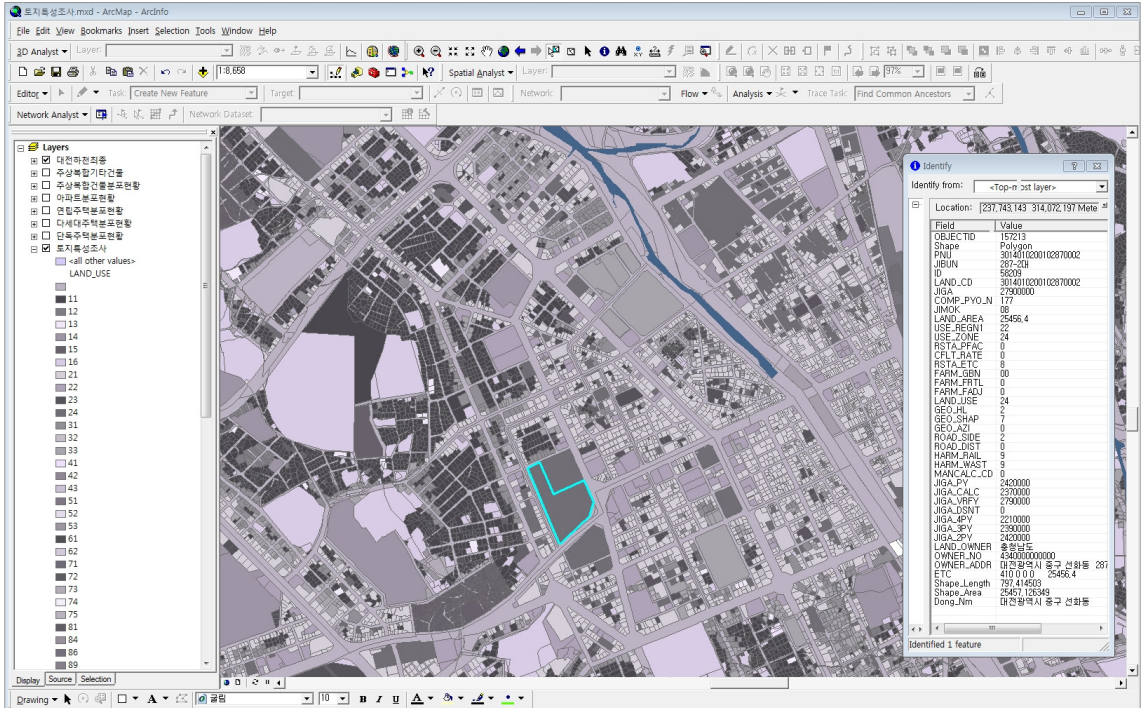 토지특성조사.mxd - ArcMap - ArcInfo
File Edit View Bookmarks Insert Selection Tools Window Help
3D Analyst Layer:
1:8,658 Spatial Analyst Layer: 97%
Editor Task: Create New Feature Target: Network: Flow Analysis Trace Task: Find Common Ancestors
Network Analyst Network Dataset:
Layers
대전하천최종
주상복합기타건물
주상복합건물분포현황
아파트분포현황
연립주택분포현황
다세대주택분포현황
단독주택분포현황
토지특성조사
<all other values>
LAND_USE
11
12
13
14
15
16
21
22
23
24
31
32
33
41
42
43
51
52
53
61
62
71
72
73
74
75
81
84
86
89
Display Source Selection
Drawing A 굴림 10 B I U A
Identify
Identify from: <Top-most layer>
Location: (237,743,143 314,072,197 Mete
Field Value
OBJECTID 157213
Shape Polygon
PNU 3014010200102870002
JIBUN 287-2대
ID 58209
LAND_CD 3014010200102870002
JIGA 27900000
COMP_PYO_N 177
JIMOK 08
LAND_AREA 25456,4
USE_REGN1 22
USE_ZONE 24
RSTA_PFAC 0
CFLT_RATE 0
RSTA_ETC 8
FARM_GBN 00
FARM_FRTL 0
FARM_FADJ 0
LAND_USE 24
GEO_HL 2
GEO_SHAP 7
GEO_AZI 0
ROAD_SIDE 2
ROAD_DIST 0
HARM_RAIL 9
HARM_WAST 9
MANCALC_CD 0
JIGA_PY 2420000
JIGA_CALC 2370000
JIGA_VRFY 2790000
JIGA_DSNT 0
JIGA_4PY 2210000
JIGA_3PY 2390000
JIGA_2PY 2420000
LAND_OWNER 충청남도
OWNER_NO 4340000000000
OWNER_ADDR 대전광역시 중구 선화동 287
ETC 410 0 0 0 25456,4
Shape_Length 797,414503
Shape_Area 25457,126349
Dong_Nm 대전광역시 중구 선화동
Identified 1 feature